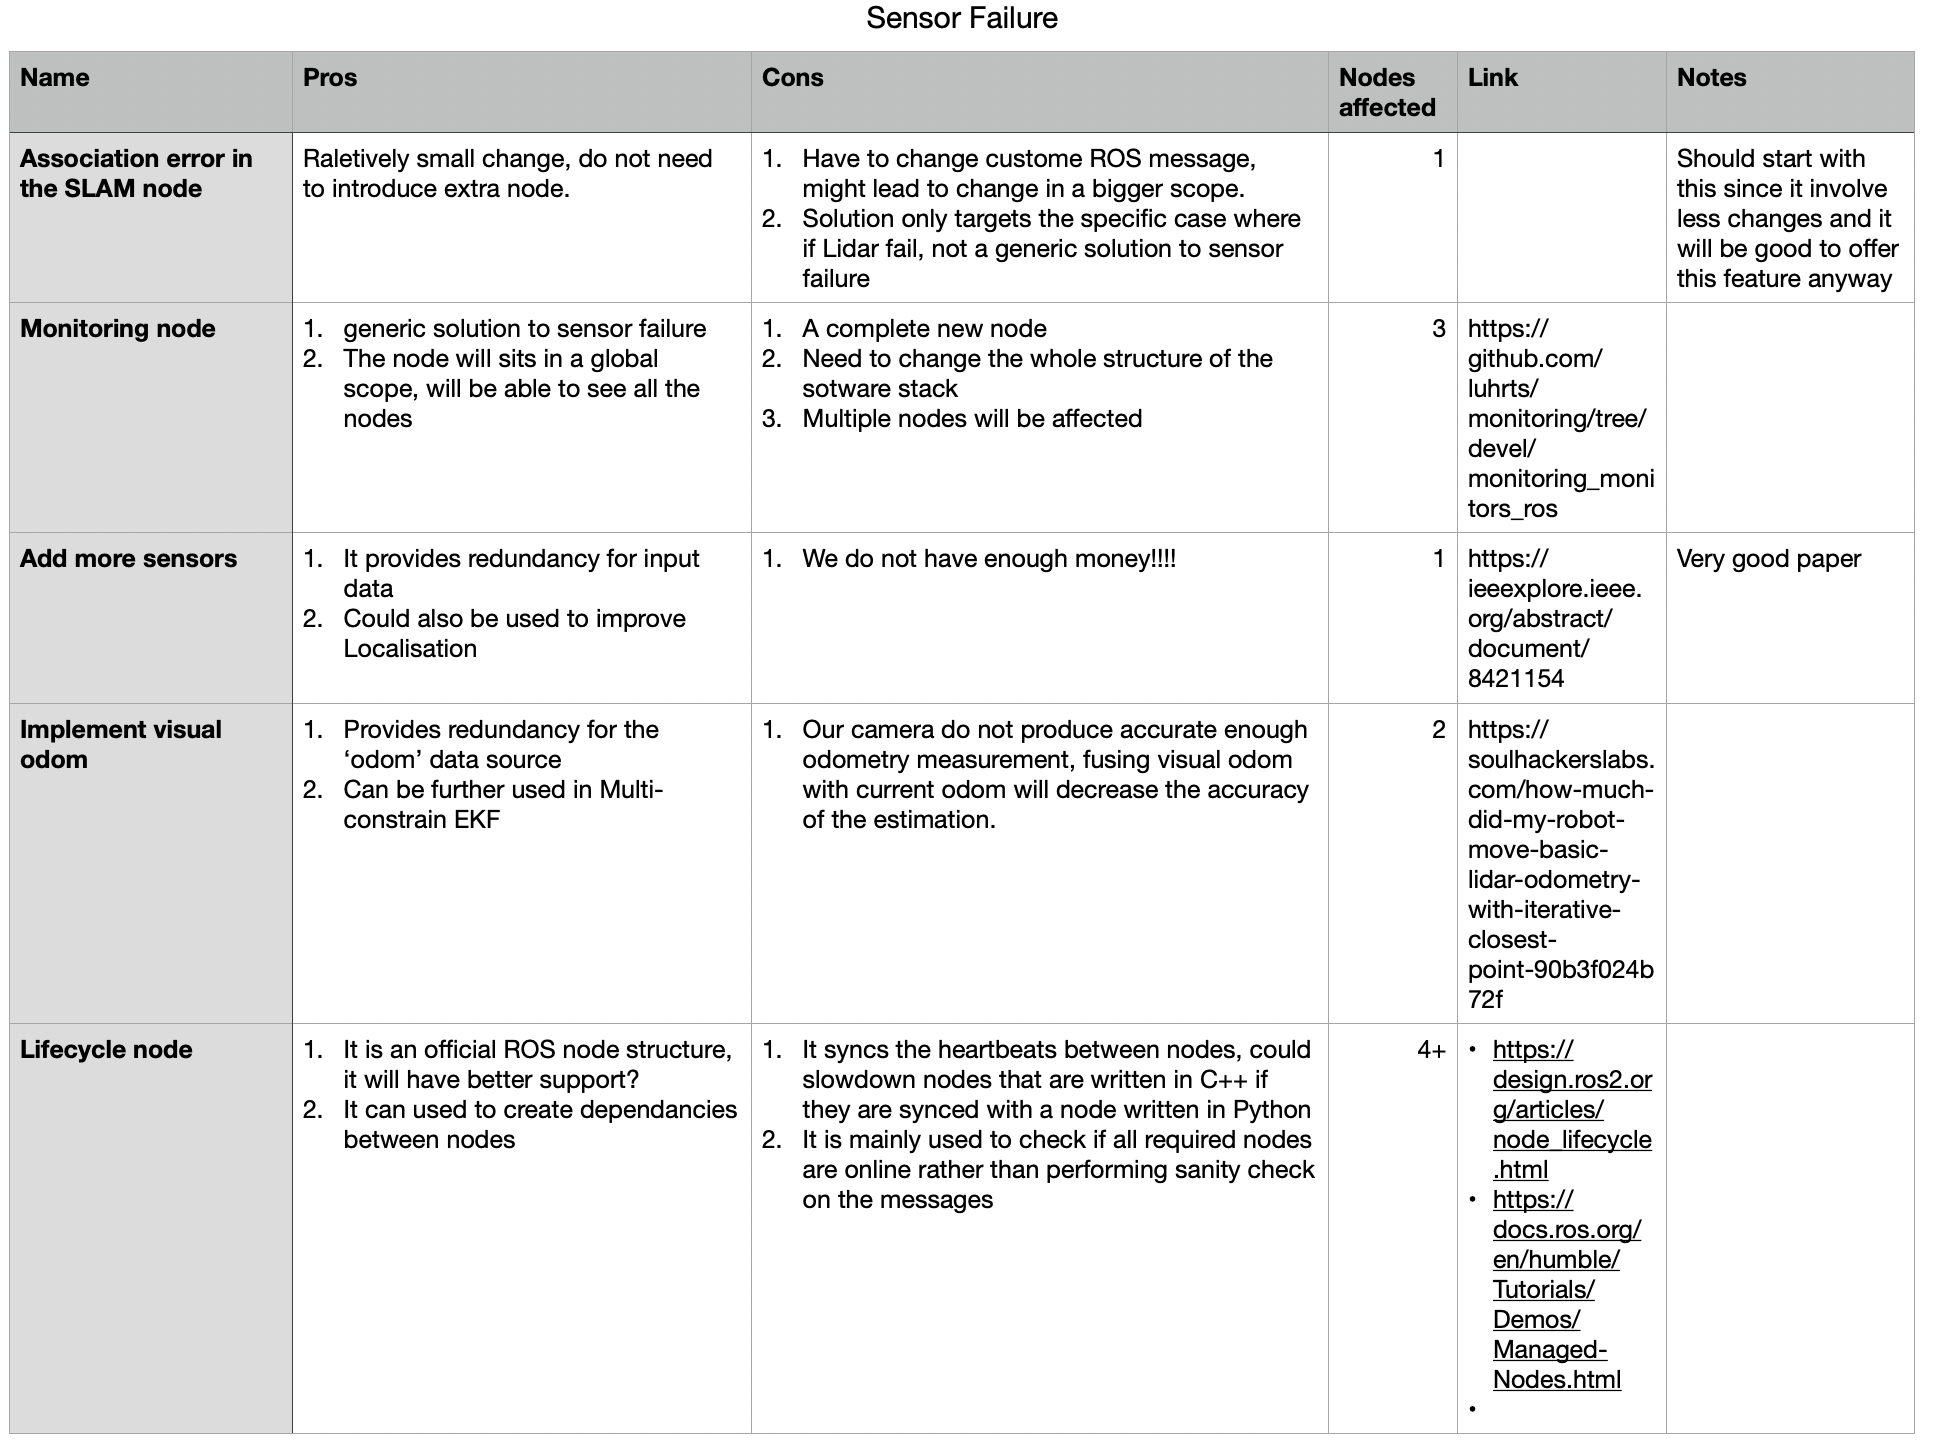 Sensor Failure
Name
Pros
Cons
Nodes
affected
Link
Notes
Association error in
the SLAM node
Raletively small change, do not need
to introduce extra node.
1. Have to change custome ROS message,
might lead to change in a bigger scope.
2. Solution only targets the specific case where
if Lidar fail, not a generic solution to sensor
failure
1
Should start with
this since it involve
less changes and it
will be good to offer
this feature anyway
Monitoring node
1. generic solution to sensor failure
2. The node will sits in a global
scope, will be able to see all the
nodes
1. A complete new node
2. Need to change the whole structure of the
sotware stack
3. Multiple nodes will be affected
3
https://
github.com/
luhrts/
monitoring/tree/
devel/
monitoring_moni
tors_ros
Add more sensors
1. It provides redundancy for input
data
2. Could also be used to improve
Localisation
1. We do not have enough money!!!!
1
https://
ieeexplore.ieee.
org/abstract/
document/
8421154
Very good paper
Implement visual
odom
1. Provides redundancy for the
‘odom’ data source
2. Can be further used in Multi-
constrain EKF
1. Our camera do not produce accurate enough
odometry measurement, fusing visual odom
with current odom will decrease the accuracy
of the estimation.
2
https://
soulhackerslabs.
com/how-much-
did-my-robot-
move-basic-
lidar-odometry-
with-iterative-
closest-
point-90b3f024b
72f
Lifecycle node
1. It is an official ROS node structure,
it will have better support?
2. It can used to create dependancies
between nodes
1. It syncs the heartbeats between nodes, could
slowdown nodes that are written in C++ if
they are synced with a node written in Python
2. It is mainly used to check if all required nodes
are online rather than performing sanity check
on the messages
4+
• https://
design.ros2.or
g/articles/
node_lifecycle
.html
• https://
docs.ros.org/
en/humble/
Tutorials/
Demos/
Managed-
Nodes.html
•